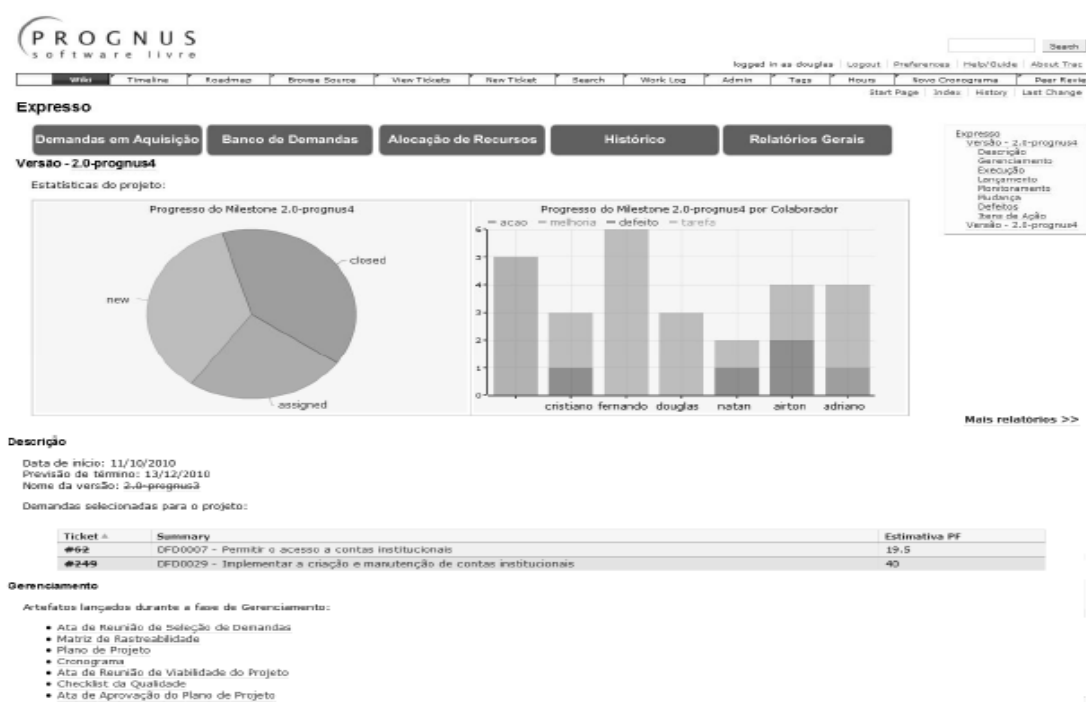 PROGNUS
software livre
Search
logged in as douglas Logout Preferences Help/Guide About Trac
Wiki Timeline Roadmap Browse Source View Tickets New Ticket Search Work Log Admin Tags Hours Novo Cronograma Peer Revie
Start Page Index History Last Change
Expresso
Demandas em Aquisição Banco de Demandas Alocação de Recursos Histórico Relatórios Gerais
Expresso
Versão - 2.0-prognus4
Descrição
Gerenciamento
Execução
Lançamento
Monitoramento
Mudança
Defeitos
Itens de Ação
Versão - 2.0-prognus4
Versão - 2.0-prognus4
Estatísticas do projeto:
Progresso do Milestone 2.0-prognus4
closed
new
assigned
Progresso do Milestone 2.0-prognus4 por Colaborador
acao melhoria defeito tarefa
6
5
4
3
2
1
0
cristiano fernando douglas natan airton adriano
Mais relatórios >>
Descrição
Data de início: 11/10/2010
Previsão de término: 13/12/2010
Nome da versão: 2.0-prognus3
Demandas selecionadas para o projeto:
Ticket Summary Estimativa PF
#62 DFD0007 - Permitir o acesso a contas institucionais 19.5
#249 DFD0029 - Implementar a criação e manutenção de contas institucionais 40
Gerenciamento
Artefatos lançados durante a fase de Gerenciamento:
• Ata de Reunião de Seleção de Demandas
• Matriz de Rastreabilidade
• Plano de Projeto
• Cronograma
• Ata de Reunião de Viabilidade do Projeto
• Checklist da Qualidade
• Ata de Aprovação do Plano de Projeto